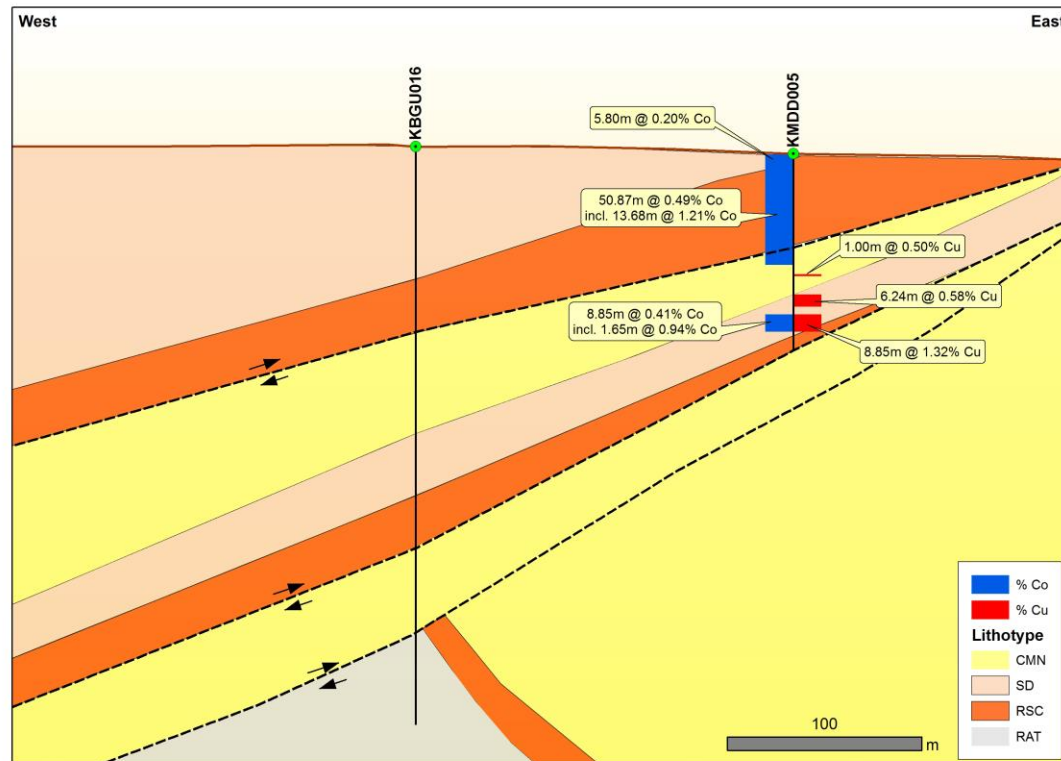 West
East
KBGU016
KMDD005
5.80m @ 0.20% Co
50.87m @ 0.49% Co
incl. 13.68m @ 1.21% Co
1.00m @ 0.50% Cu
6.24m @ 0.58% Cu
8.85m @ 0.41% Co
incl. 1.65m @ 0.94% Co
8.85m @ 1.32% Cu
% Co
% Cu
Lithotype
CMN
SD
RSC
RAT
100
m